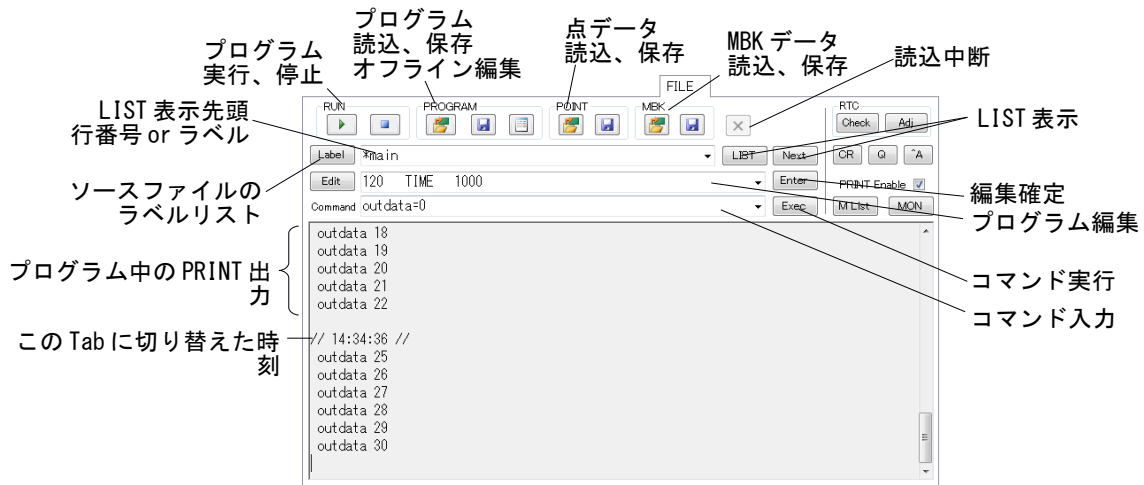 プログラム
実行、停止
プログラム
読込、保存
オフライン編集
点データ
読込、保存
MBK データ
読込、保存
読込中断
FILE
LIST 表示先頭
行番号 or ラベル
RUN
PROGRAM
POINT
MBK
RTC
Check
Adj
LIST 表示
Label
*main
LIST
Next
CR
Q
^A
ソースファイルの
ラベルリスト
Edit
120 TIME 1000
Enter
PRINT Enable
編集確定
プログラム編集
Command
outdata=0
Exec
M List
MON
プログラム中の PRINT 出
力
outdata 18
outdata 19
outdata 20
outdata 21
outdata 22
コマンド実行
コマンド入力
この Tab に切り替えた時
刻
// 14:34:36 //
outdata 25
outdata 26
outdata 27
outdata 28
outdata 29
outdata 30